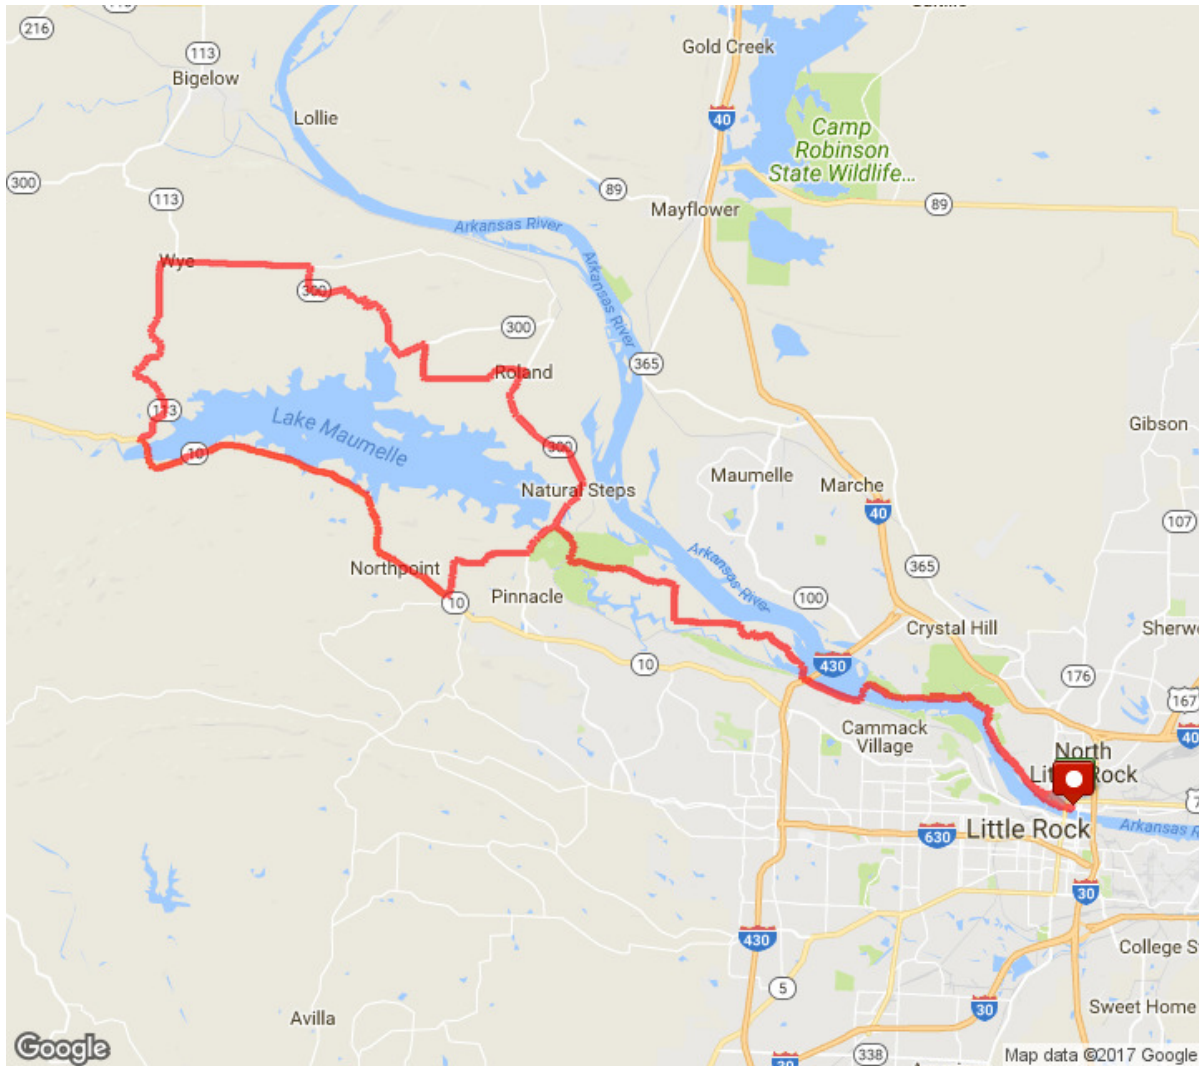 113
216
113
Bigelow
Gold Creek
Lollie
40
Camp
Robinson
State Wildlife...
300
113
89
Mayflower
89
Arkansas River
Wye
Arkansas River
300
300
365
Roland
113
Lake Maumelle
10
300
Gibson
Natural Steps
Maumelle
Marche
40
107
Arkansas River
365
Northpoint
10
Pinnacle
100
Crystal Hill
Sherw
10
430
176
167
Cammack
Village
40
North
Little Rock
7
Little Rock
630
Arkansas R
30
430
College S
5
30
Sweet Home
Avilla
338
30
Google
Map data ©2017 Google